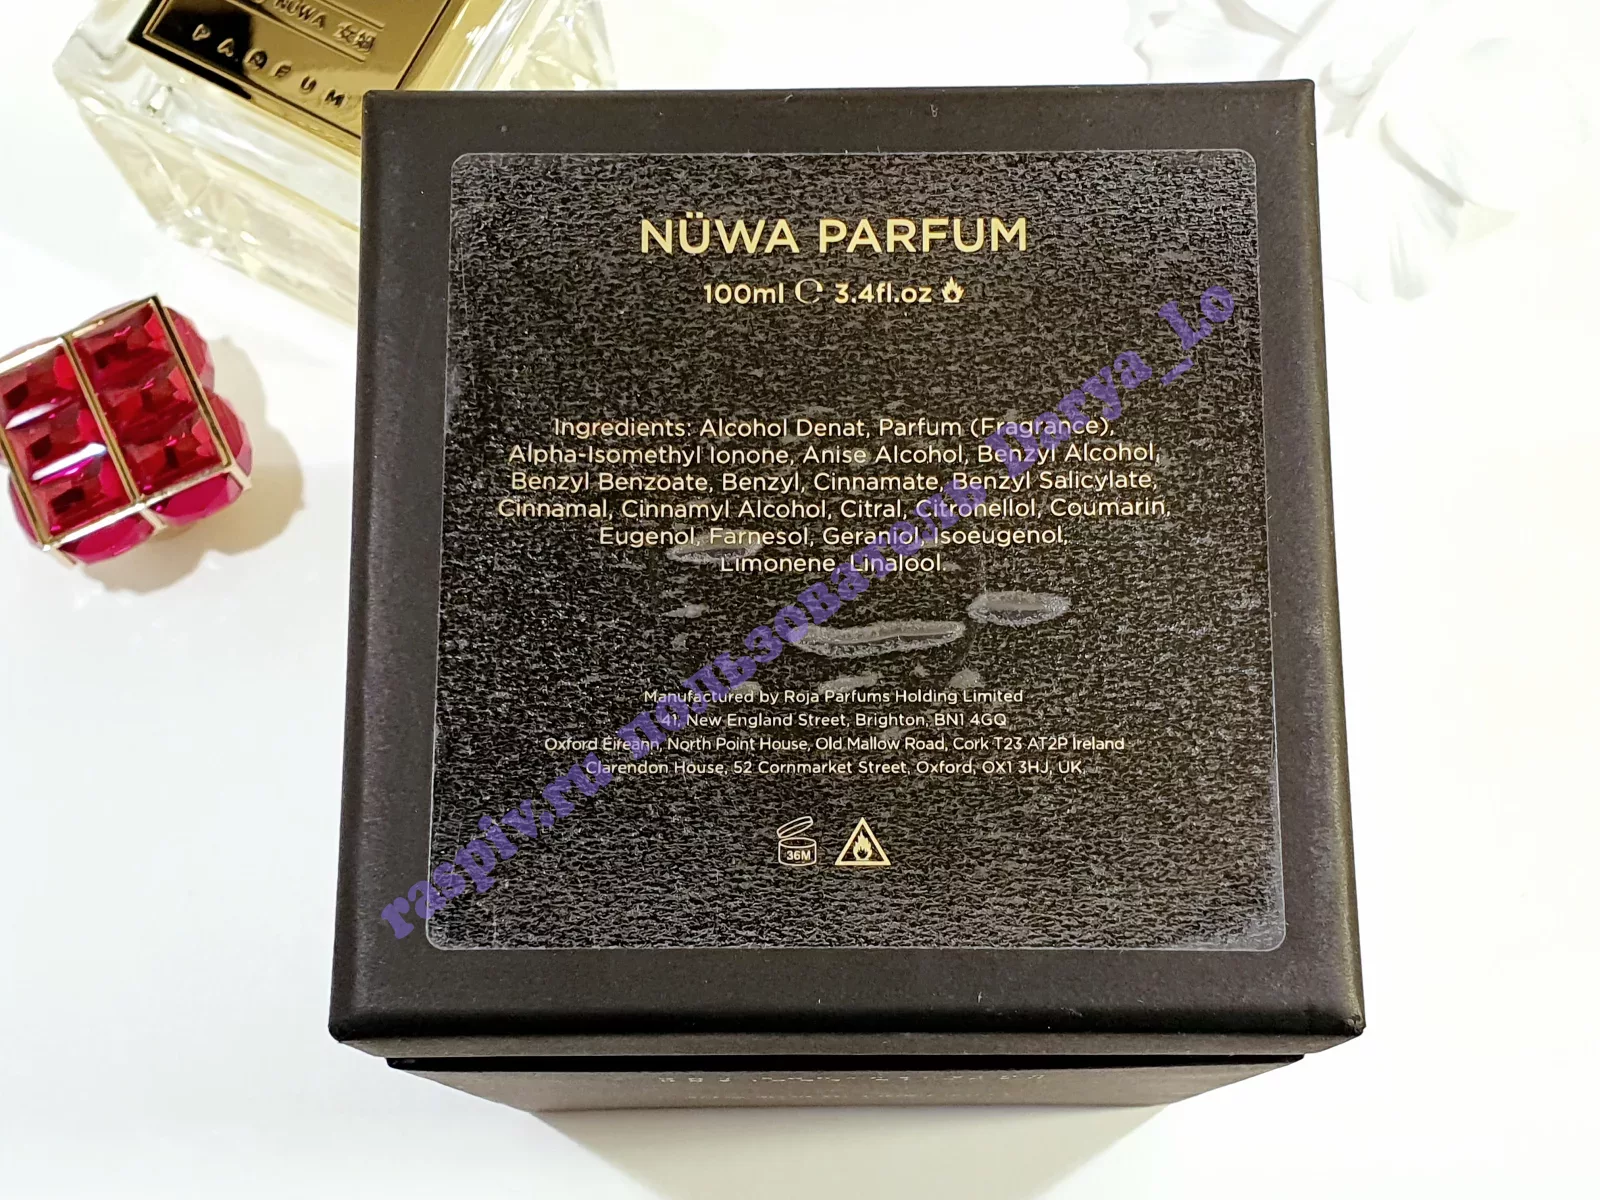 NÜWA 女媧
PARFUM
NÜWA PARFUM
100ml ℮ 3.4fl.oz
Ingredients: Alcohol Denat, Parfum (Fragrance),
Alpha-Isomethyl Ionone, Anise Alcohol, Benzyl Alcohol,
Benzyl Benzoate, Benzyl, Cinnamate, Benzyl Salicylate,
Cinnamal, Cinnamyl Alcohol, Citral, Citronellol, Coumarin,
Eugenol, Farnesol, Geraniol, Isoeugenol,
Limonene, Linalool.
Manufactured by Roja Parfums Holding Limited
41, New England Street, Brighton, BN1 4GQ
Oxford Eireann, North Point House, Old Mallow Road, Cork T23 AT2P Ireland
Clarendon House, 52 Cornmarket Street, Oxford, OX1 3HJ, UK,
36M
raspiv.ru пользователь Darya_Lo